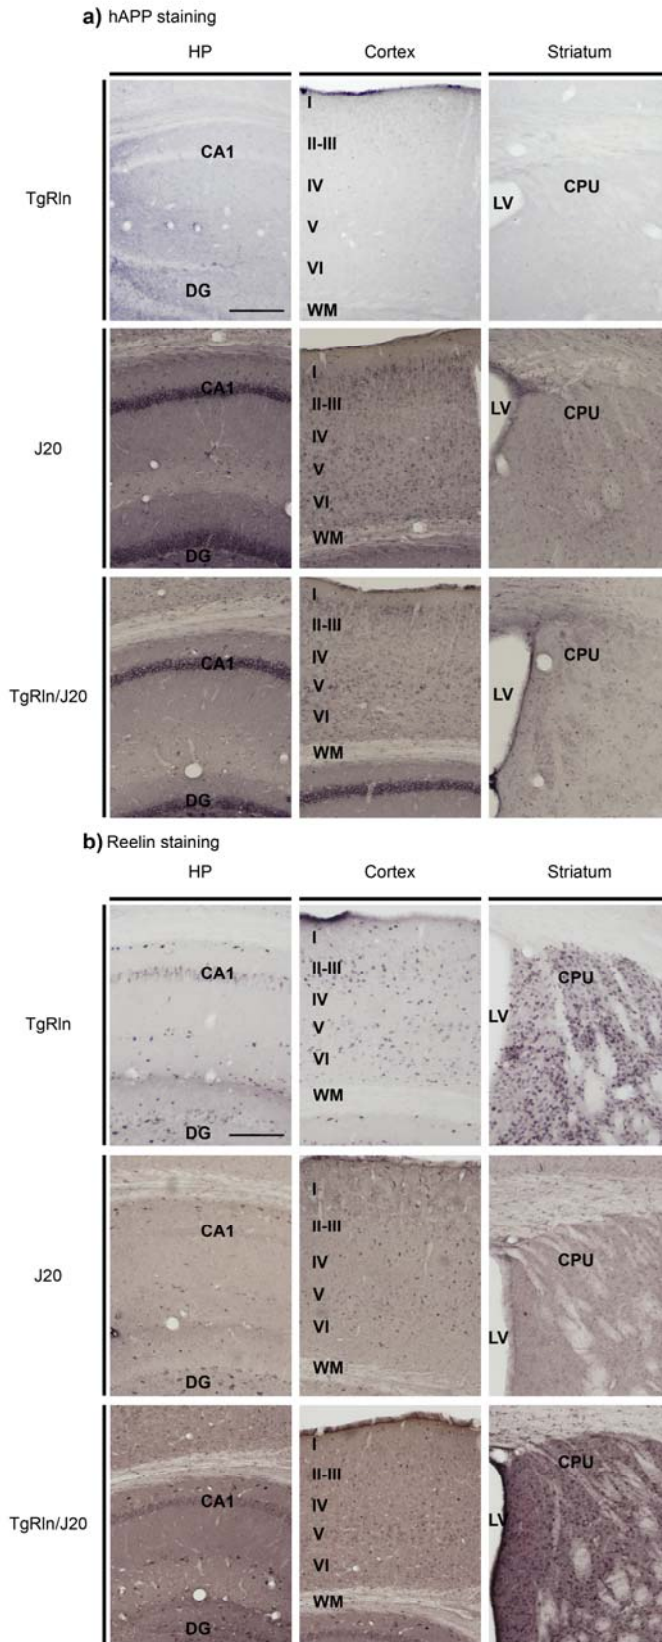 a) hAPP staining
HP Cortex Striatum
TgRln
CA1
DG
I
II-III
IV
V
VI
WM
LV
CPU
J20
CA1
DG
I
II-III
IV
V
VI
WM
LV
CPU
TgRln/J20
CA1
DG
I
II-III
IV
V
VI
WM
LV
CPU
b) Reelin staining
HP Cortex Striatum
TgRln
CA1
DG
I
II-III
IV
V
VI
WM
LV
CPU
J20
CA1
DG
I
II-III
IV
V
VI
WM
LV
CPU
TgRln/J20
CA1
DG
I
II-III
IV
V
VI
WM
LV
CPU